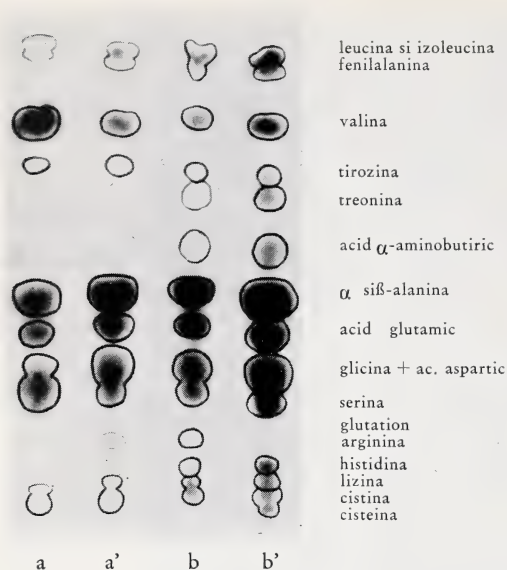 leucina si izoleucina
fenilalanina
valina
tirozina
treonina
acid α-aminobutiric
α siß-alanina
acid glutamic
glicina + ac. aspartic
serina
glutation
arginina
histidina
lizina
cistina
cisteina
a a' b b'